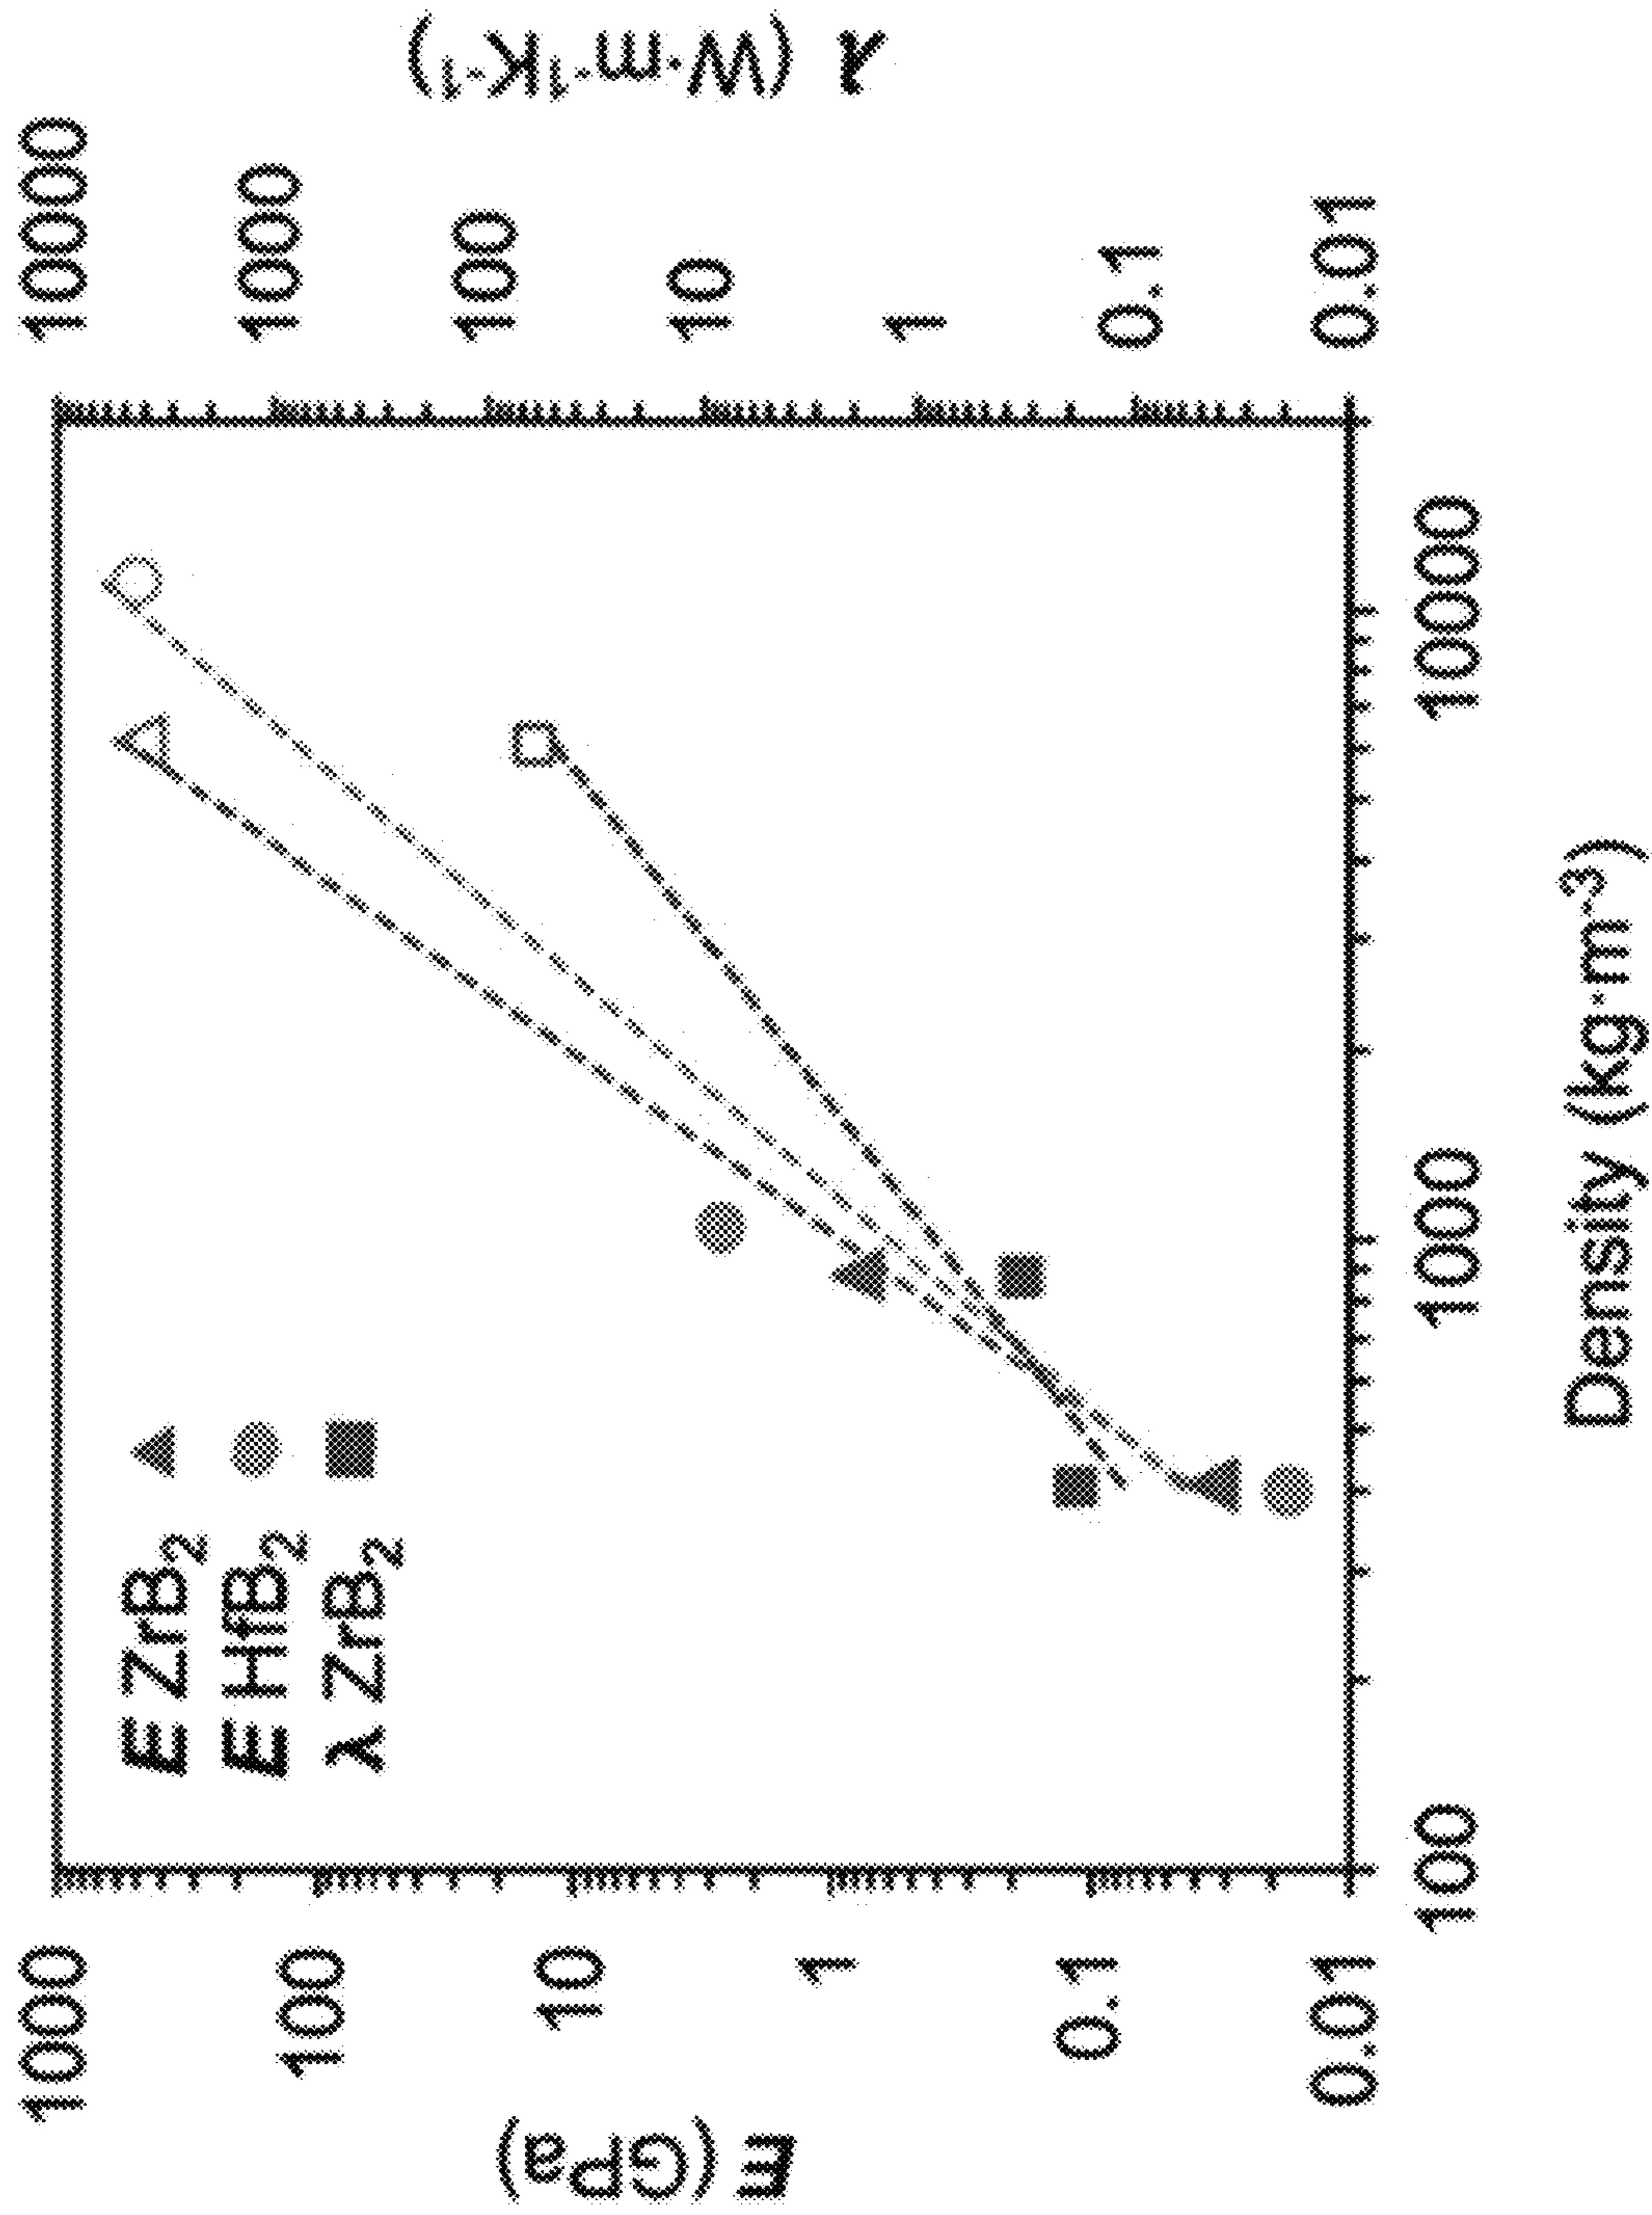 E ZrB₂
E HfB₂
λ ZrB₂
E (GPa)
1000
100
10
1
0.1
0.01
λ (W·m⁻¹K⁻¹)
10000
1000
100
10
1
0.1
0.01
100
1000
10000
Density (kg·m⁻³)